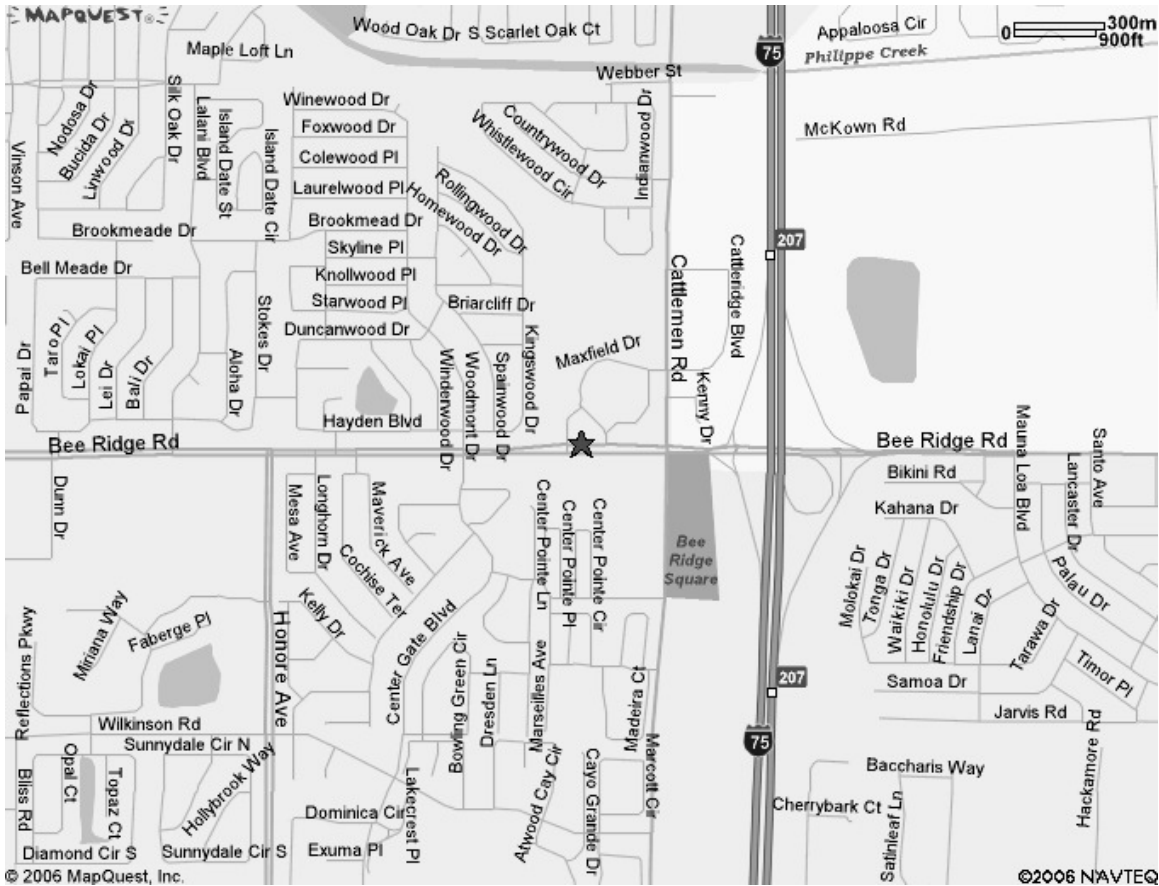 MAPQUEST
Wood Oak Dr
S Scarlet Oak Ct
75
Appaloosa Cir
0
300m
900ft
Philippe Creek
Maple Loft Ln
Webber St
Nodosa Dr
Bucida Dr
Linwood Dr
Silk Oak Dr
Lalani Blvd
Island Date St
Island Date Cir
Winewood Dr
Foxwood Dr
Colewood Pl
Laurelwood Pl
Countrywood Dr
Whistlewood Cir
Indianwood Dr
McKown Rd
Vinson Ave
Rollingwood Dr
Homewood Dr
Brookmeade Dr
Brookmead Dr
Skyline Pl
207
Bell Meade Dr
Knollwood Pl
Starwood Pl
Briarcliff Dr
Duncanwood Dr
Cattlemen Rd
Cattleridge Blvd
Papai Dr
Taro Pl
Lokai Pl
Lei Dr
Bali Dr
Aloha Dr
Stokes Dr
Winderwood Dr
Woodmont Dr
Spainwood Dr
Kingswood Dr
Maxfield Dr
Kenny Dr
Hayden Blvd
Bee Ridge Rd
Bee Ridge Rd
Bikini Rd
Mauna Loa Blvd
Lancaster Dr
Santo Ave
Dunn Dr
Mesa Ave
Longhorn Dr
Maverick Ave
Cochise Ter
Center Pointe Ln
Center Pointe Pl
Center Pointe Cir
Bee
Ridge
Square
Kahana Dr
Molokai Dr
Tonga Dr
Waikiki Dr
Honolulu Dr
Friendship Dr
Lanai Dr
Tarawa Dr
Palau Dr
Timor Pl
Reflections Pkwy
Miriana Way
Faberge Pl
Honore Ave
Kelly Dr
Center Gate Blvd
Bowling Green Cir
Dresden Ln
Marseilles Ave
Madeira Ct
Marcott Cir
207
Samoa Dr
Jarvis Rd
Hackamore Rd
Wilkinson Rd
Sunnydale Cir N
75
Bliss Rd
Opal Ct
Topaz Ct
Hollybrook Way
Lakecrest Pl
Atwood Cay Cir
Cayo Grande Dr
Baccharis Way
Cherrybark Ct
Satinleaf Ln
Dominica Cir
Diamond Cir S
Sunnydale Cir S
Exuma Pl
© 2006 MapQuest, Inc.
©2006 NAVTEQ